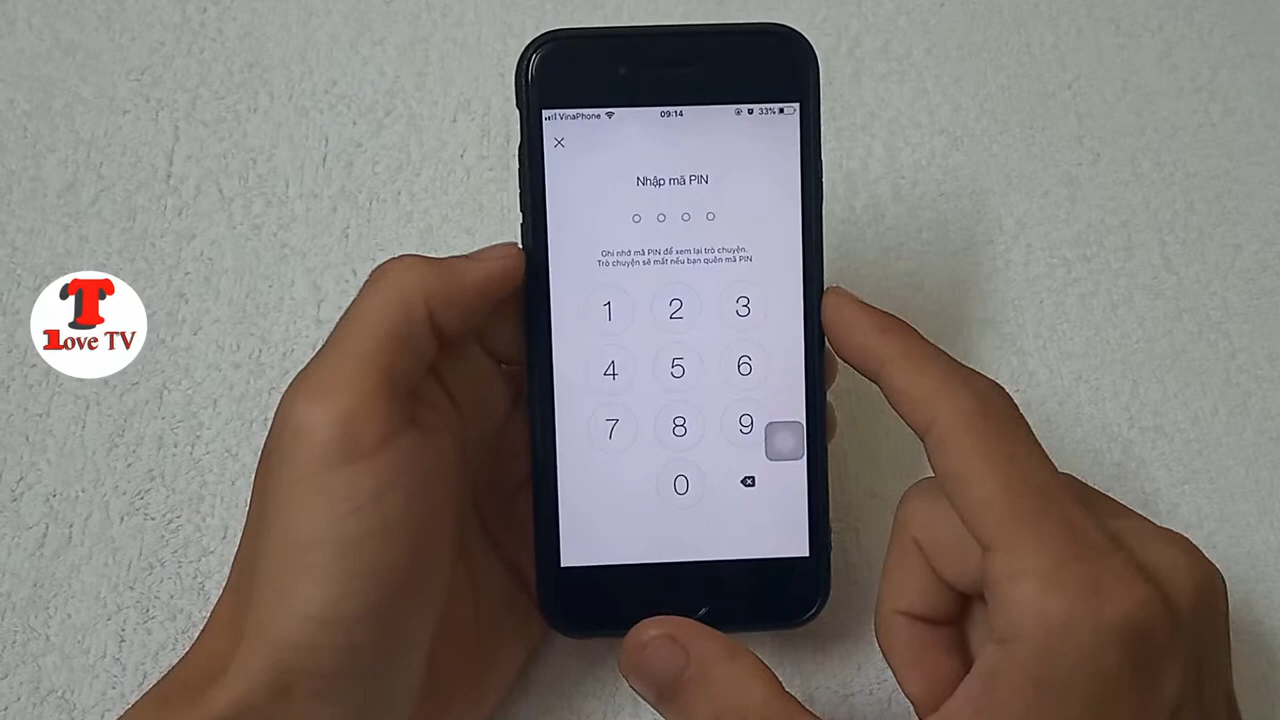 VinaPhone 09:14 33%
Nhập mã PIN
Ghi nhớ mã PIN để xem lại trò chuyện.
Trò chuyện sẽ mất nếu bạn quên mã PIN
1 2 3
4 5 6
7 8 9
0
T
Love TV